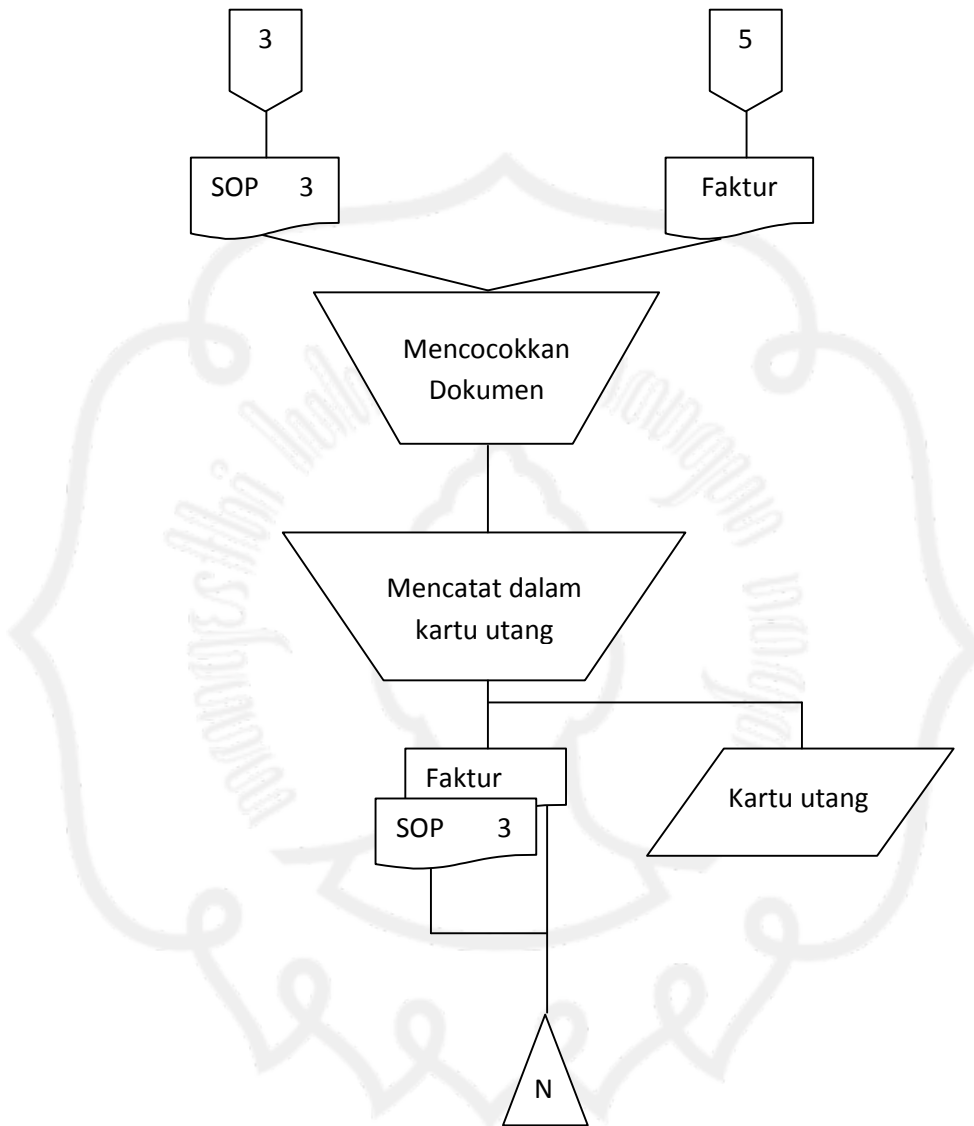 3
5
SOP 3
Faktur
Mencocokkan
Dokumen
Mencatat dalam
kartu utang
Faktur
SOP 3
Kartu utang
N